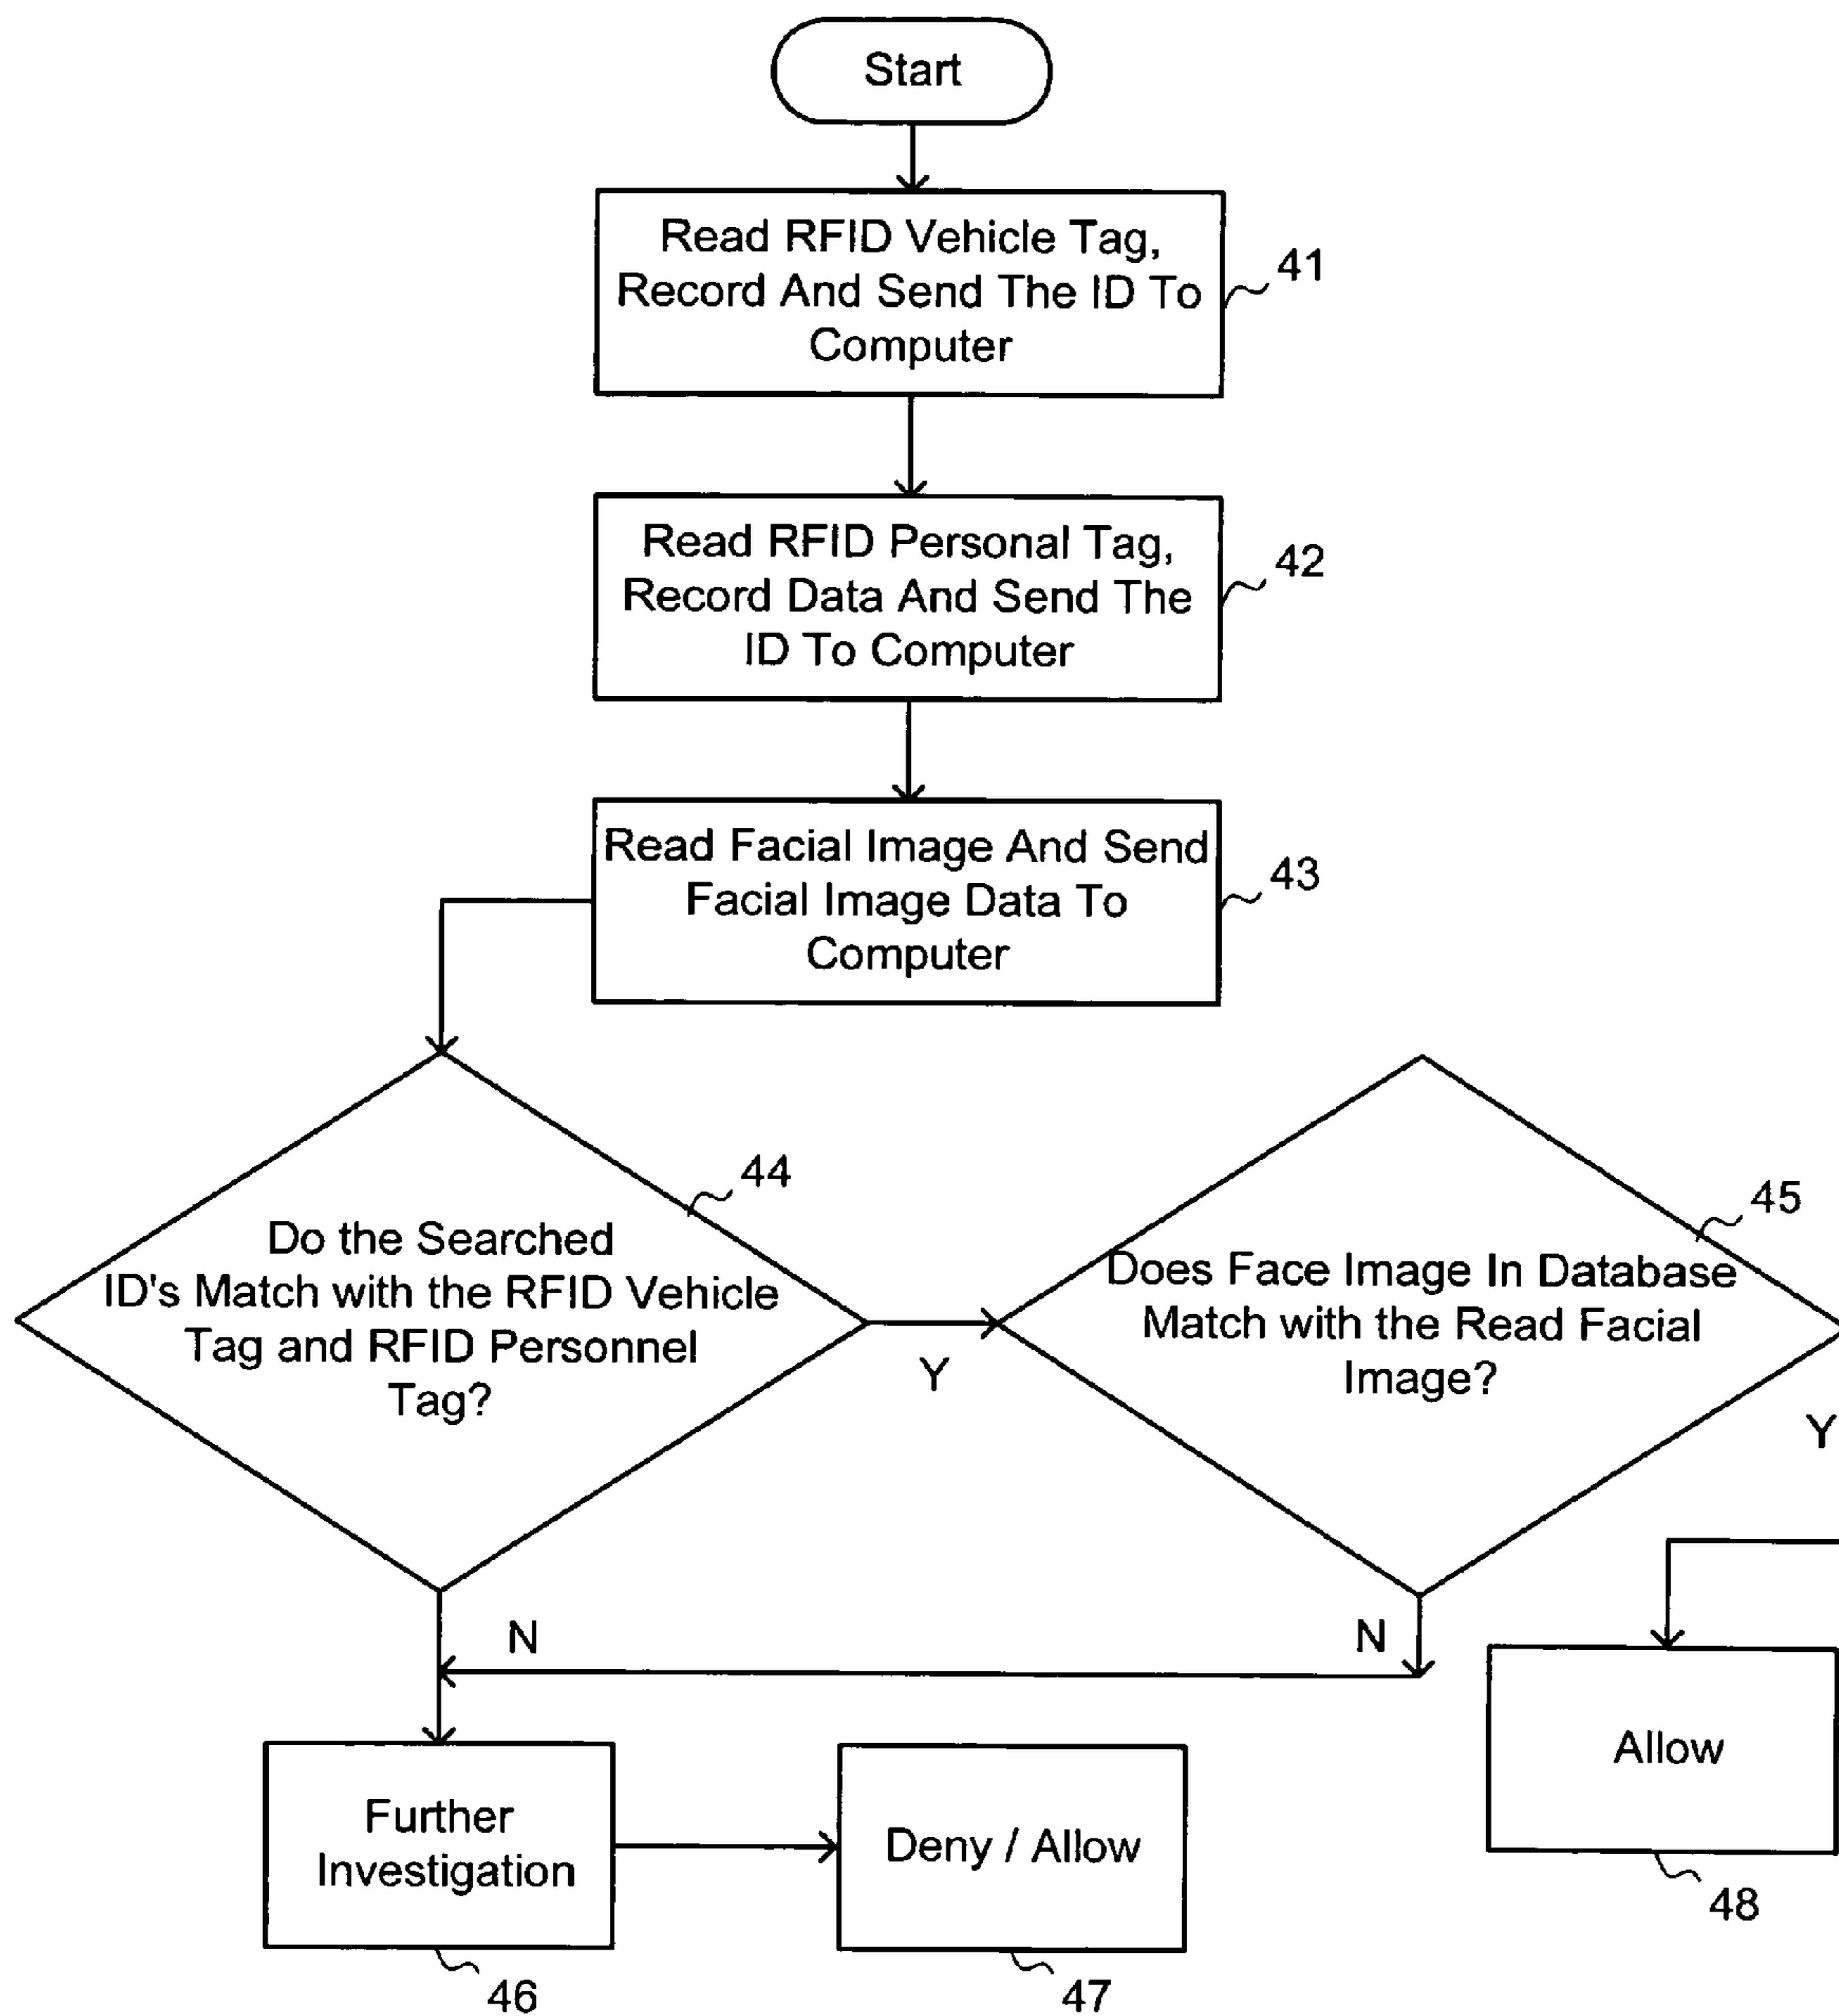 Start
Read RFID Vehicle Tag,
Record And Send The ID To
Computer
41
Read RFID Personal Tag,
Record Data And Send The
ID To Computer
42
Read Facial Image And Send
Facial Image Data To
Computer
43
44
Do the Searched
ID's Match with the RFID Vehicle
Tag and RFID Personnel
Tag?
Y
45
Does Face Image In Database
Match with the Read Facial
Image?
Y
N
N
Further
Investigation
46
Deny / Allow
47
Allow
48